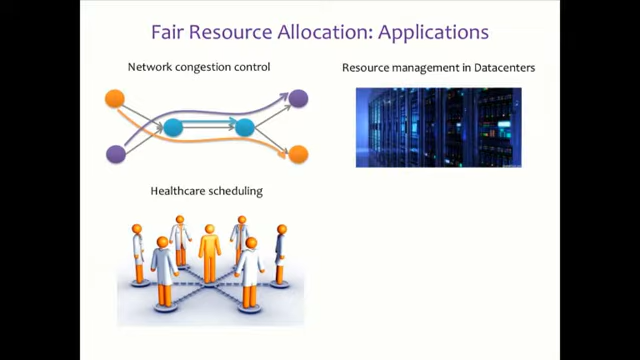 Fair Resource Allocation: Applications
Network congestion control
Resource management in Datacenters
Healthcare scheduling